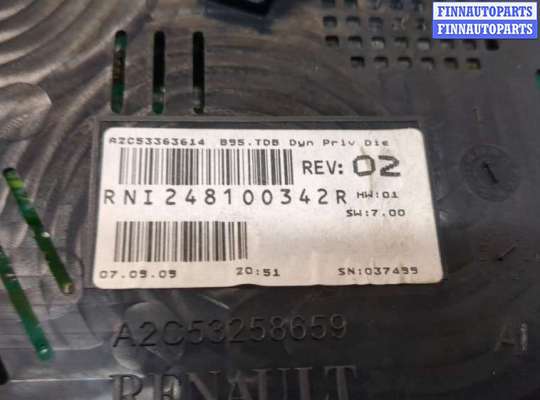 FINNAUTOPARTS
FINNAUTOPARTS
A2C53363614 B95.TDB Dyn Priv Die
REV: 02
RNI248100342R HW:01
SW:7.00
07.09.09 20:51 SN:037499
A2C53258659
RENAULT